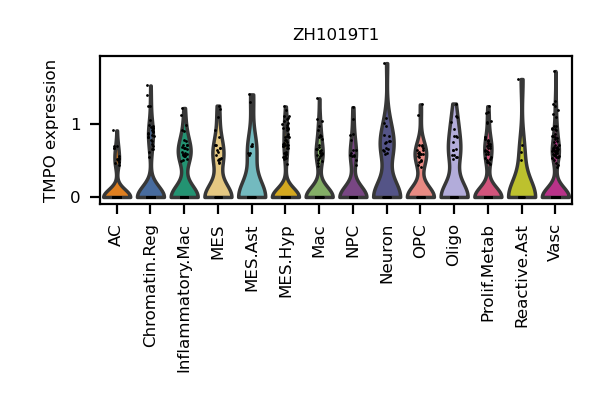 ZH1019T1
TMPO expression
1
0
AC
Chromatin.Reg
Inflammatory.Mac
MES
MES.Ast
MES.Hyp
Mac
NPC
Neuron
OPC
Oligo
Prolif.Metab
Reactive.Ast
Vasc